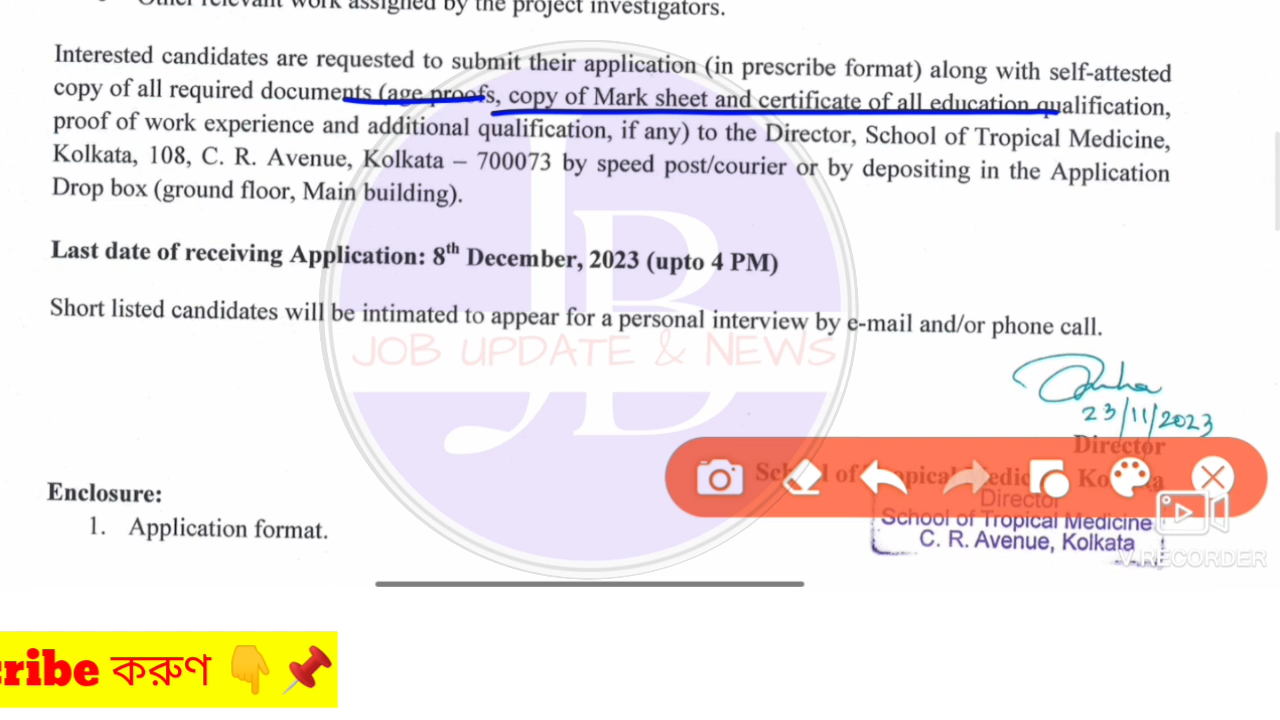 Other relevant work assigned by the project investigators.
Interested candidates are requested to submit their application (in prescribe format) along with self-attested
copy of all required documents (age proofs, copy of Mark sheet and certificate of all education qualification,
proof of work experience and additional qualification, if any) to the Director, School of Tropical Medicine,
Kolkata, 108, C. R. Avenue, Kolkata – 700073 by speed post/courier or by depositing in the Application
Drop box (ground floor, Main building).
Last date of receiving Application: 8th December, 2023 (upto 4 PM)
Short listed candidates will be intimated to appear for a personal interview by e-mail and/or phone call.
JOB UPDATE & NEWS
23/11/2023
Director
School of Tropical Medicine, Kolkata
Director
School of Tropical Medicine
C. R. Avenue, Kolkata
V.RECORDER
Enclosure:
1. Application format.
cribe করুণ